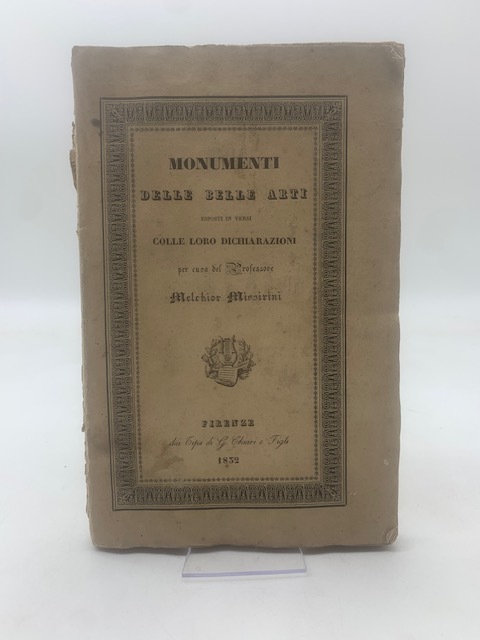 MONUMENTI
DELLE BELLE ARTI
ESPOSTI IN VERSI
COLLE LORO DICHIARAZIONI
per cura del Professore
Melchior Missirini
FIRENZE
dai Tipi di G. Chiari e Figli
1832